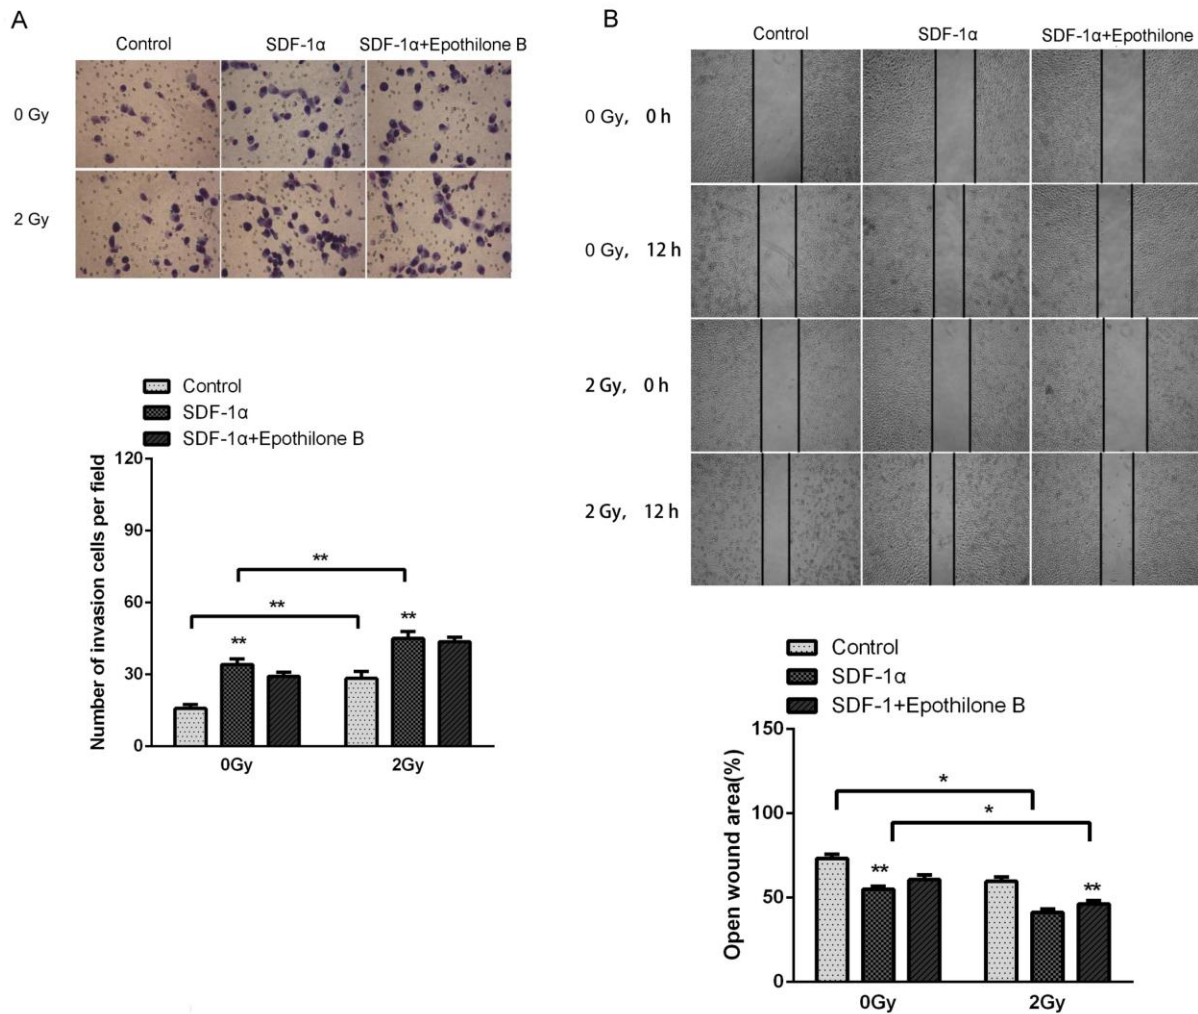 A
Control SDF-1α SDF-1α+Epothilone B
0 Gy
2 Gy
Control
SDF-1α
SDF-1α+Epothilone B
Number of invasion cells per field
120
90
60
30
0
**
**
**
**
0Gy 2Gy
B
Control SDF-1α SDF-1α+Epothilone
0 Gy, 0 h
0 Gy, 12 h
2 Gy, 0 h
2 Gy, 12 h
Control
SDF-1α
SDF-1+Epothilone B
Open wound area(%)
150
100
50
0
*
*
**
**
0Gy 2Gy